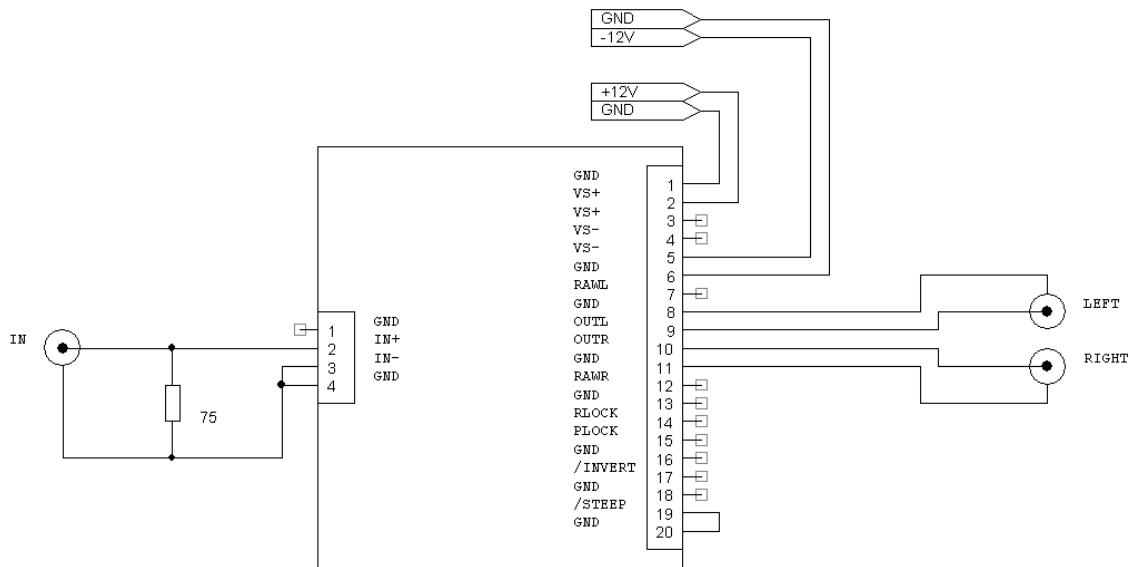 GND
-12V
+12V
GND
GND
VS+
VS+
VS-
VS-
GND
RAWL
GND
OUTL
OUTR
GND
RAWR
GND
RLOCK
PLOCK
GND
/INVERT
GND
/STEEP
GND
1
2
3
4
5
6
7
8
9
10
11
12
13
14
15
16
17
18
19
20
LEFT
RIGHT
IN
75
1
2
3
4
GND
IN+
IN-
GND